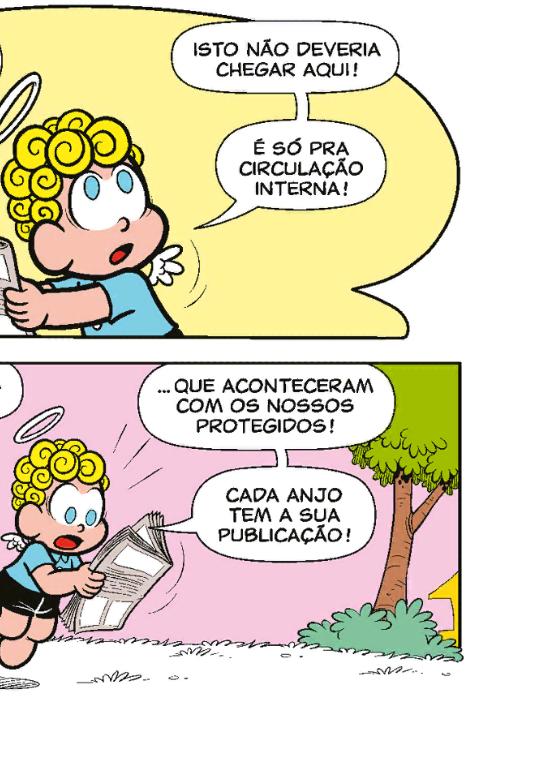 ISTO NÃO DEVERIA
CHEGAR AQUI!
É SÓ PRA
CIRCULAÇÃO
INTERNA!
...QUE ACONTECERAM
COM OS NOSSOS
PROTEGIDOS!
CADA ANJO
TEM A SUA
PUBLICAÇÃO!